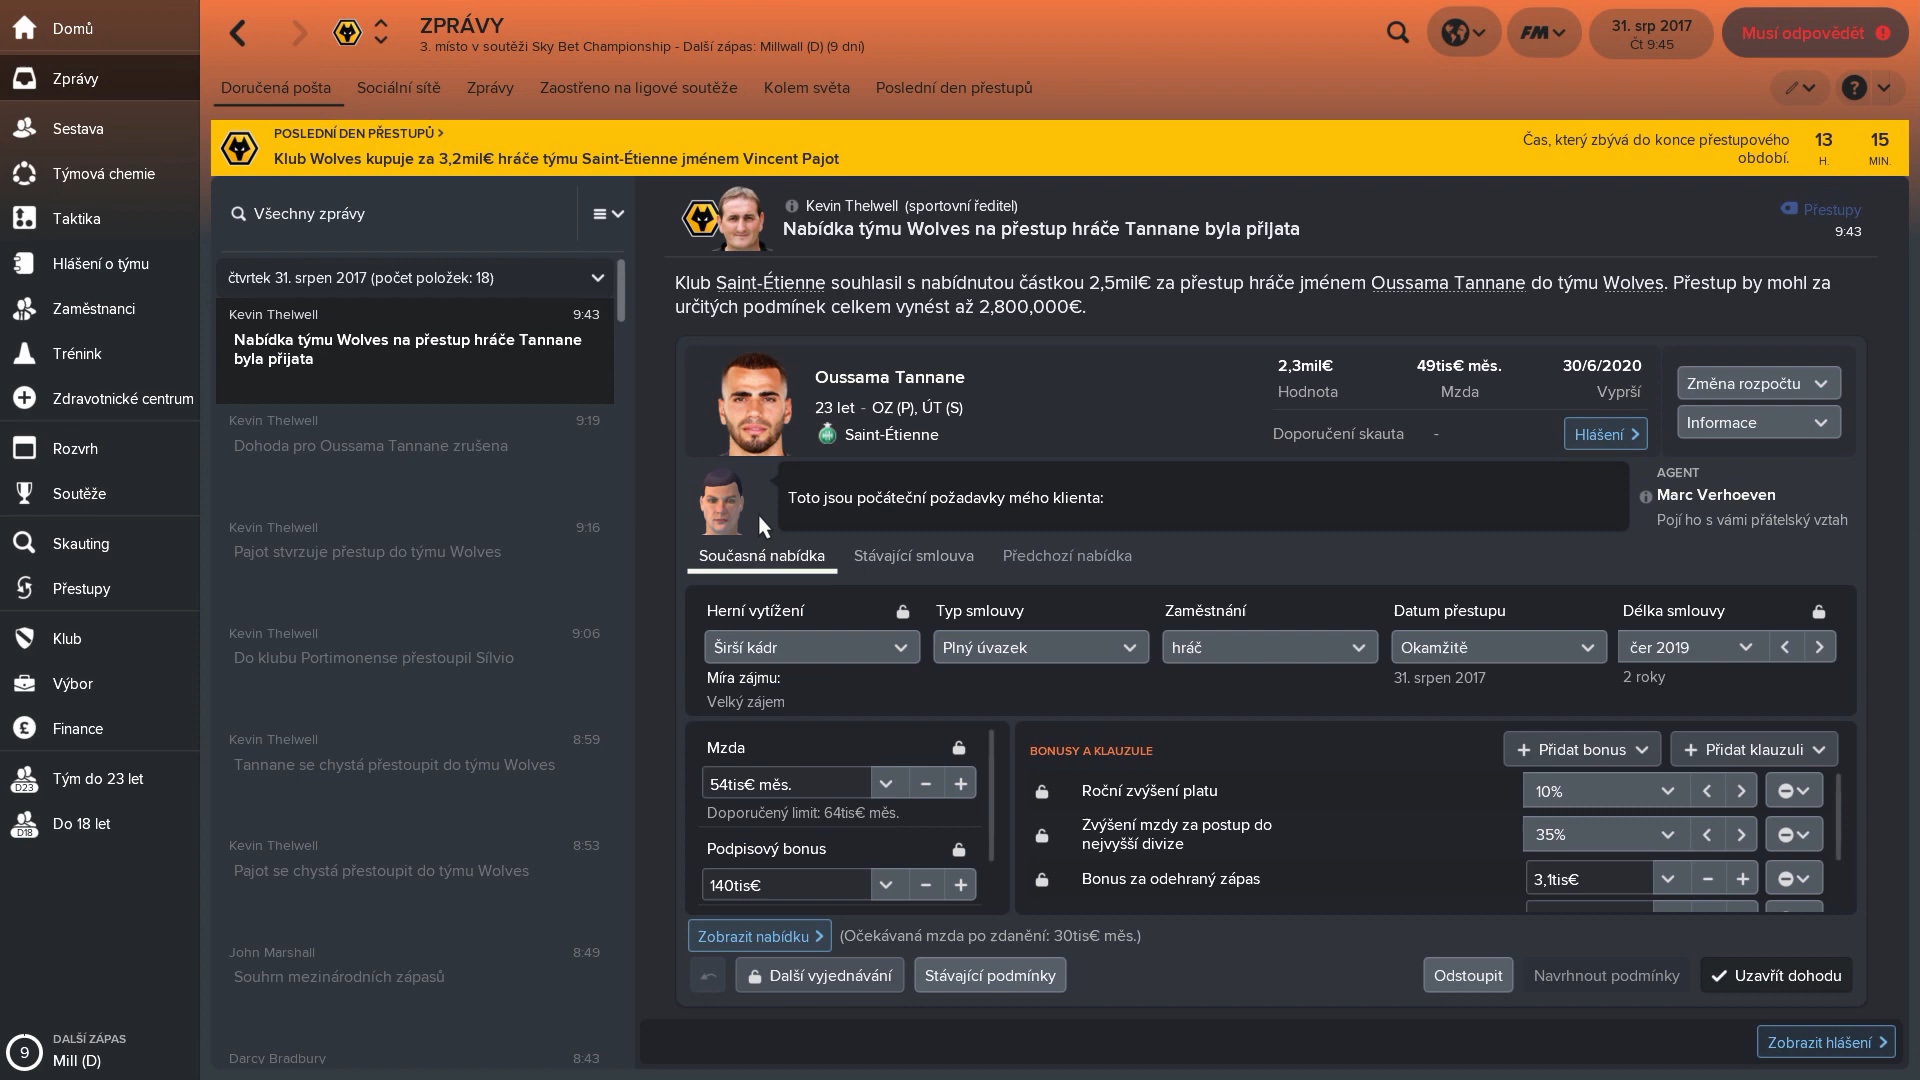 Domů
Zprávy
Sestava
Týmová chemie
Taktika
Hlášení o týmu
Zaměstnanci
Trénink
Zdravotnické centrum
Rozvrh
Soutěže
Skauting
Přestupy
Klub
Výbor
Finance
D23
Tým do 23 let
D18
Do 18 let
9
DALŠÍ ZÁPAS
Mill (D)
ZPRÁVY
3. místo v soutěži Sky Bet Championship - Další zápas: Millwall (D) (9 dní)
FM
31. srp 2017
Čt 9:45
Musí odpovědět
Doručená pošta
Sociální sítě
Zprávy
Zaostřeno na ligové soutěže
Kolem světa
Poslední den přestupů
POSLEDNÍ DEN PŘESTUPŮ >
Klub Wolves kupuje za 3,2mil€ hráče týmu Saint-Étienne jménem Vincent Pajot
Čas, který zbývá do konce přestupového
období.
13
H.
15
MIN.
Všechny zprávy
čtvrtek 31. srpen 2017 (počet položek: 18)
Kevin Thelwell 9:43
Nabídka týmu Wolves na přestup hráče Tannane
byla přijata
Kevin Thelwell 9:19
Dohoda pro Oussama Tannane zrušena
Kevin Thelwell 9:16
Pajot stvrzuje přestup do týmu Wolves
Kevin Thelwell 9:06
Do klubu Portimonense přestoupil Sílvio
Kevin Thelwell 8:59
Tannane se chystá přestoupit do týmu Wolves
Kevin Thelwell 8:53
Pajot se chystá přestoupit do týmu Wolves
John Marshall 8:49
Souhrn mezinárodních zápasů
Darcy Bradbury 8:43
Kevin Thelwell (sportovní ředitel)
Nabídka týmu Wolves na přestup hráče Tannane byla přijata
Přestupy
9:43
Klub Saint-Étienne souhlasil s nabídnutou částkou 2,5mil€ za přestup hráče jménem Oussama Tannane do týmu Wolves. Přestup by mohl za
určitých podmínek celkem vynést až 2,800,000€.
Oussama Tannane
23 let - OZ (P), ÚT (S)
Saint-Étienne
2,3mil€
Hodnota
49tis€ měs.
Mzda
30/6/2020
Vyprší
Doporučení skauta -
Hlášení
Změna rozpočtu
Informace
Toto jsou počáteční požadavky mého klienta:
AGENT
Marc Verhoeven
Pojí ho s vámi přátelský vztah
Současná nabídka
Stávající smlouva
Předchozí nabídka
Herní vytížení
Širší kádr
Míra zájmu:
Velký zájem
Typ smlouvy
Plný úvazek
Zaměstnání
hráč
Datum přestupu
Okamžitě
31. srpen 2017
Délka smlouvy
čer 2019
2 roky
Mzda
54tis€ měs.
Doporučený limit: 64tis€ měs.
Podpisový bonus
140tis€
BONUSY A KLAUZULE
Přidat bonus
Přidat klauzuli
Roční zvýšení platu
10%
Zvýšení mzdy za postup do
nejvyšší divize
35%
Bonus za odehraný zápas
3,1tis€
Zobrazit nabídku
(Očekávaná mzda po zdanění: 30tis€ měs.)
Další vyjednávání
Stávající podmínky
Odstoupit
Navrhnout podmínky
Uzavřít dohodu
Zobrazit hlášení